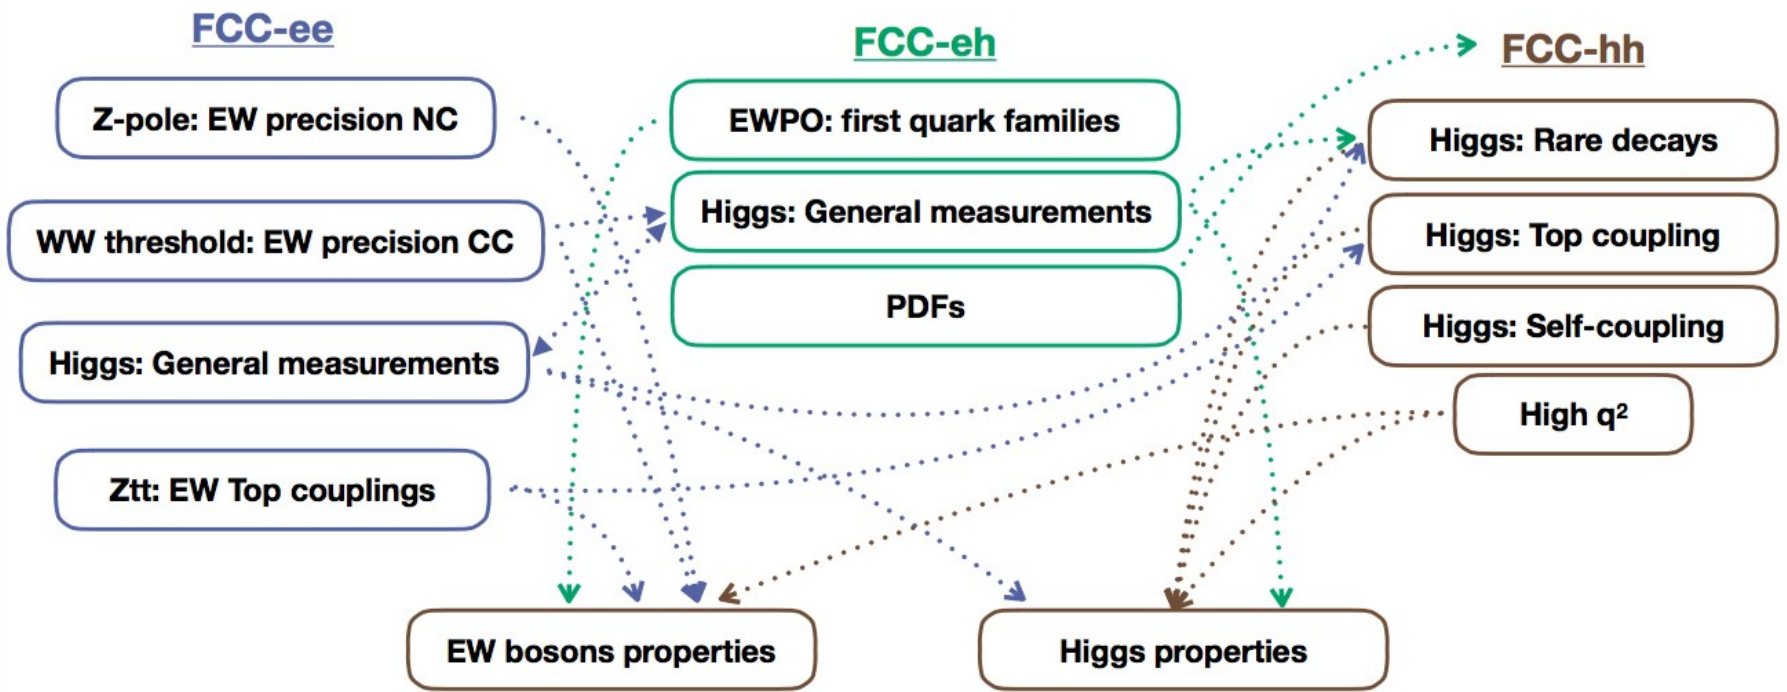 FCC-ee
Z-pole: EW precision NC
WW threshold: EW precision CC
Higgs: General measurements
Ztt: EW Top couplings
FCC-eh
EWPO: first quark families
Higgs: General measurements
PDFs
FCC-hh
Higgs: Rare decays
Higgs: Top coupling
Higgs: Self-coupling
High q²
EW bosons properties
Higgs properties